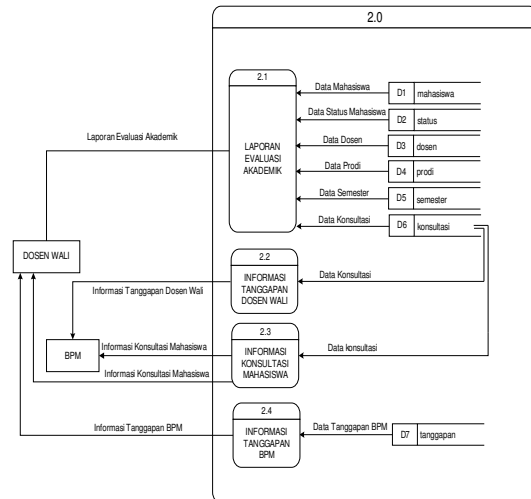 2.0
2.1
LAPORAN
EVALUASI
AKADEMIK
Data Mahasiswa
D1 mahasiswa
Data Status Mahasiswa
D2 status
Data Dosen
D3 dosen
Data Prodi
D4 prodi
Data Semester
D5 semester
Data Konsultasi
D6 konsultasi
Laporan Evaluasi Akademik
DOSEN WALI
2.2
INFORMASI
TANGGAPAN
DOSEN WALI
Data Konsultasi
Informasi Tanggapan Dosen Wali
BPM
2.3
INFORMASI
KONSULTASI
MAHASISWA
Data konsultasi
Informasi Konsultasi Mahasiswa
Informasi Konsultasi Mahasiswa
2.4
INFORMASI
TANGGAPAN
BPM
Data Tanggapan BPM
D7 tanggapan
Informasi Tanggapan BPM